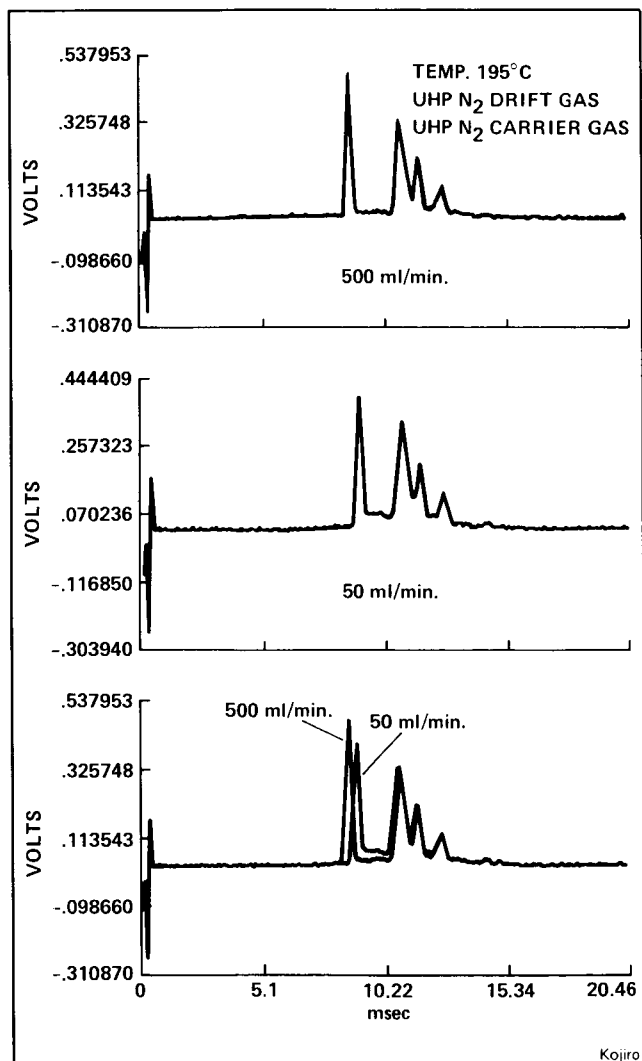 .537953
TEMP. 195°C
.325748
UHP N2 DRIFT GAS
UHP N2 CARRIER GAS
.113543
VOLTS
-.098660
500 ml/min.
-.310870
.444409
.257323
.070236
VOLTS
-.116850
50 ml/min.
-.303940
.537953
500 ml/min.
50 ml/min.
.325748
.113543
VOLTS
-.098660
-.310870
0 5.1 10.22 15.34 20.46
msec
Kojiro